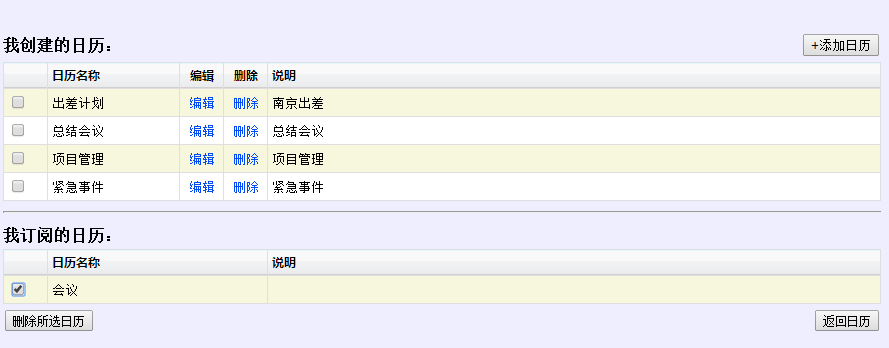 我创建的日历：
+添加日历
日历名称 编辑 删除 说明
出差计划 编辑 删除 南京出差
总结会议 编辑 删除 总结会议
项目管理 编辑 删除 项目管理
紧急事件 编辑 删除 紧急事件
我订阅的日历：
日历名称 说明
会议
删除所选日历 返回日历